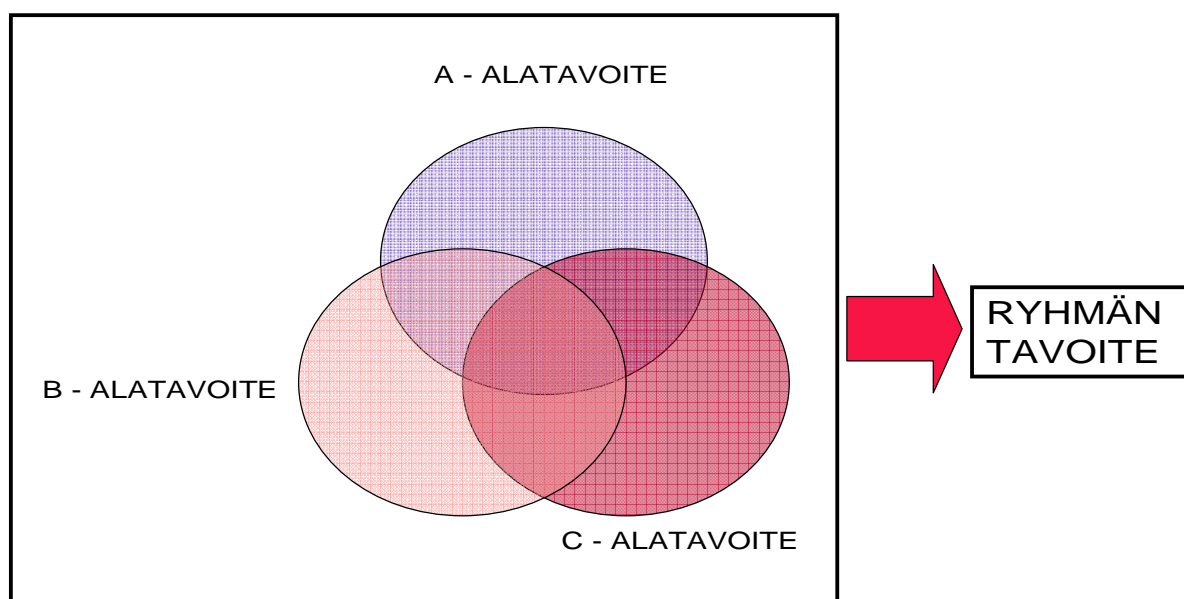 A - ALATAVOITE
B - ALATAVOITE
C - ALATAVOITE
RYHMÄN
TAVOITE